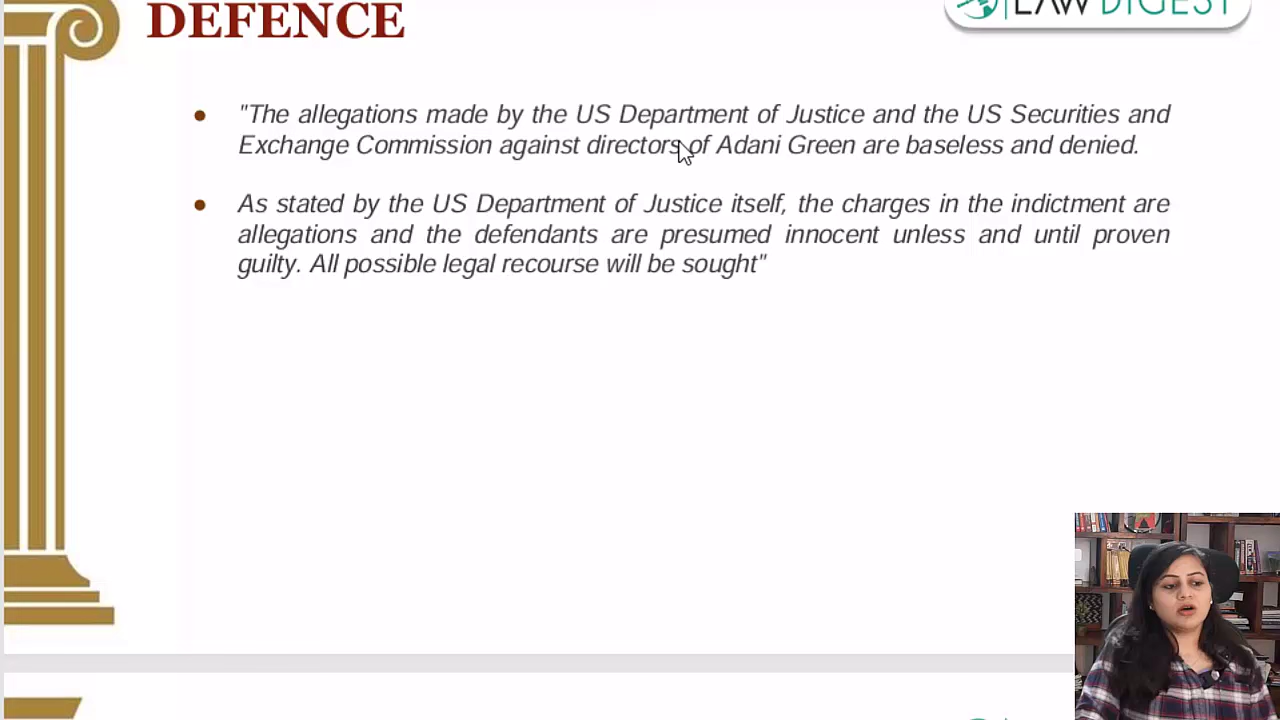 DEFENCE
LAW DIGEST
"The allegations made by the US Department of Justice and the US Securities and
Exchange Commission against directors of Adani Green are baseless and denied.
As stated by the US Department of Justice itself, the charges in the indictment are
allegations and the defendants are presumed innocent unless and until proven
guilty. All possible legal recourse will be sought"